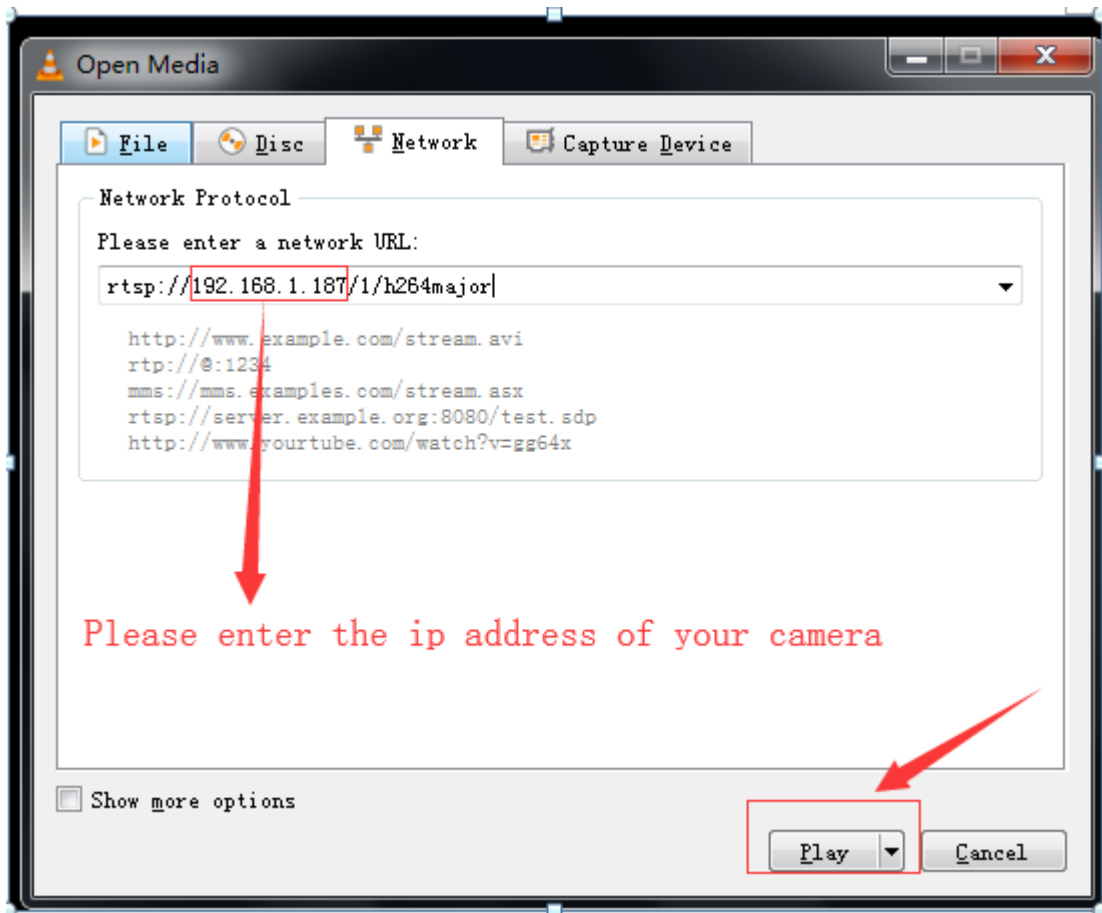 Open Media
File Disc Network Capture Device
Network Protocol
Please enter a network URL:
rtsp://192.168.1.187/1/h264major
http://www.example.com/stream.avi
rtp://@:1234
mms://mms.examples.com/stream.asx
rtsp://server.example.org:8080/test.sdp
http://www.yourtube.com/watch?v=gg64x
Please enter the ip address of your camera
Show more options
Play Cancel